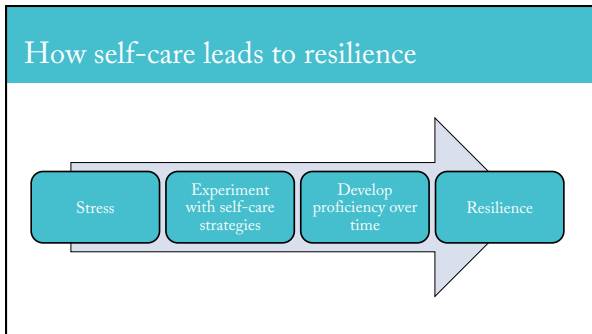 How self-care leads to resilience
Stress
Experiment
with self-care
strategies
Develop
proficiency over
time
Resilience